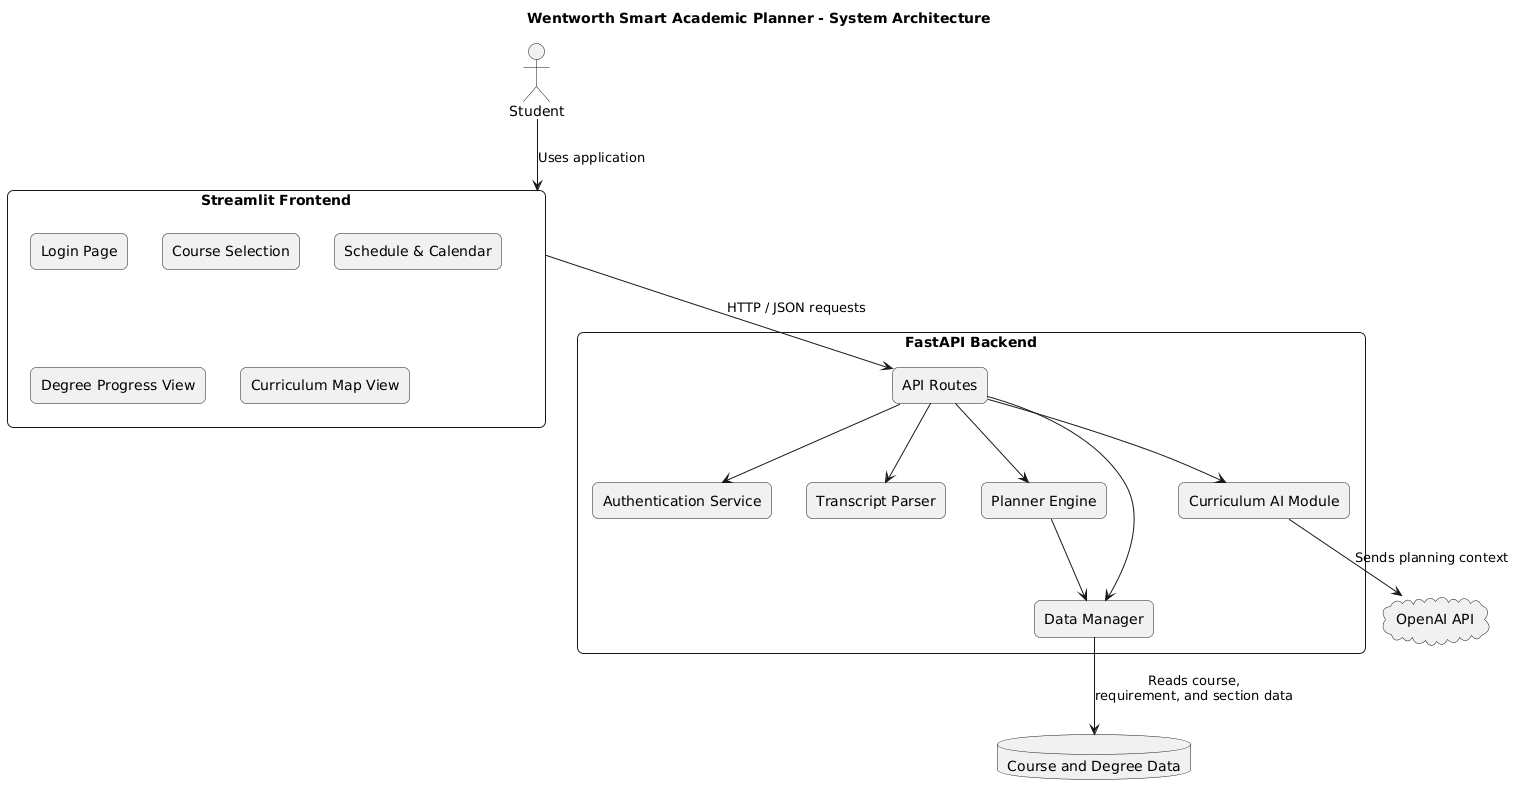 Wentworth Smart Academic Planner - System Architecture
Student
Uses application
Streamlit Frontend
Login Page
Course Selection
Schedule & Calendar
HTTP / JSON requests
FastAPI Backend
Degree Progress View
Curriculum Map View
API Routes
Authentication Service
Transcript Parser
Planner Engine
Curriculum AI Module
Sends planning context
Data Manager
OpenAI API
Reads course,
requirement, and section data
Course and Degree Data